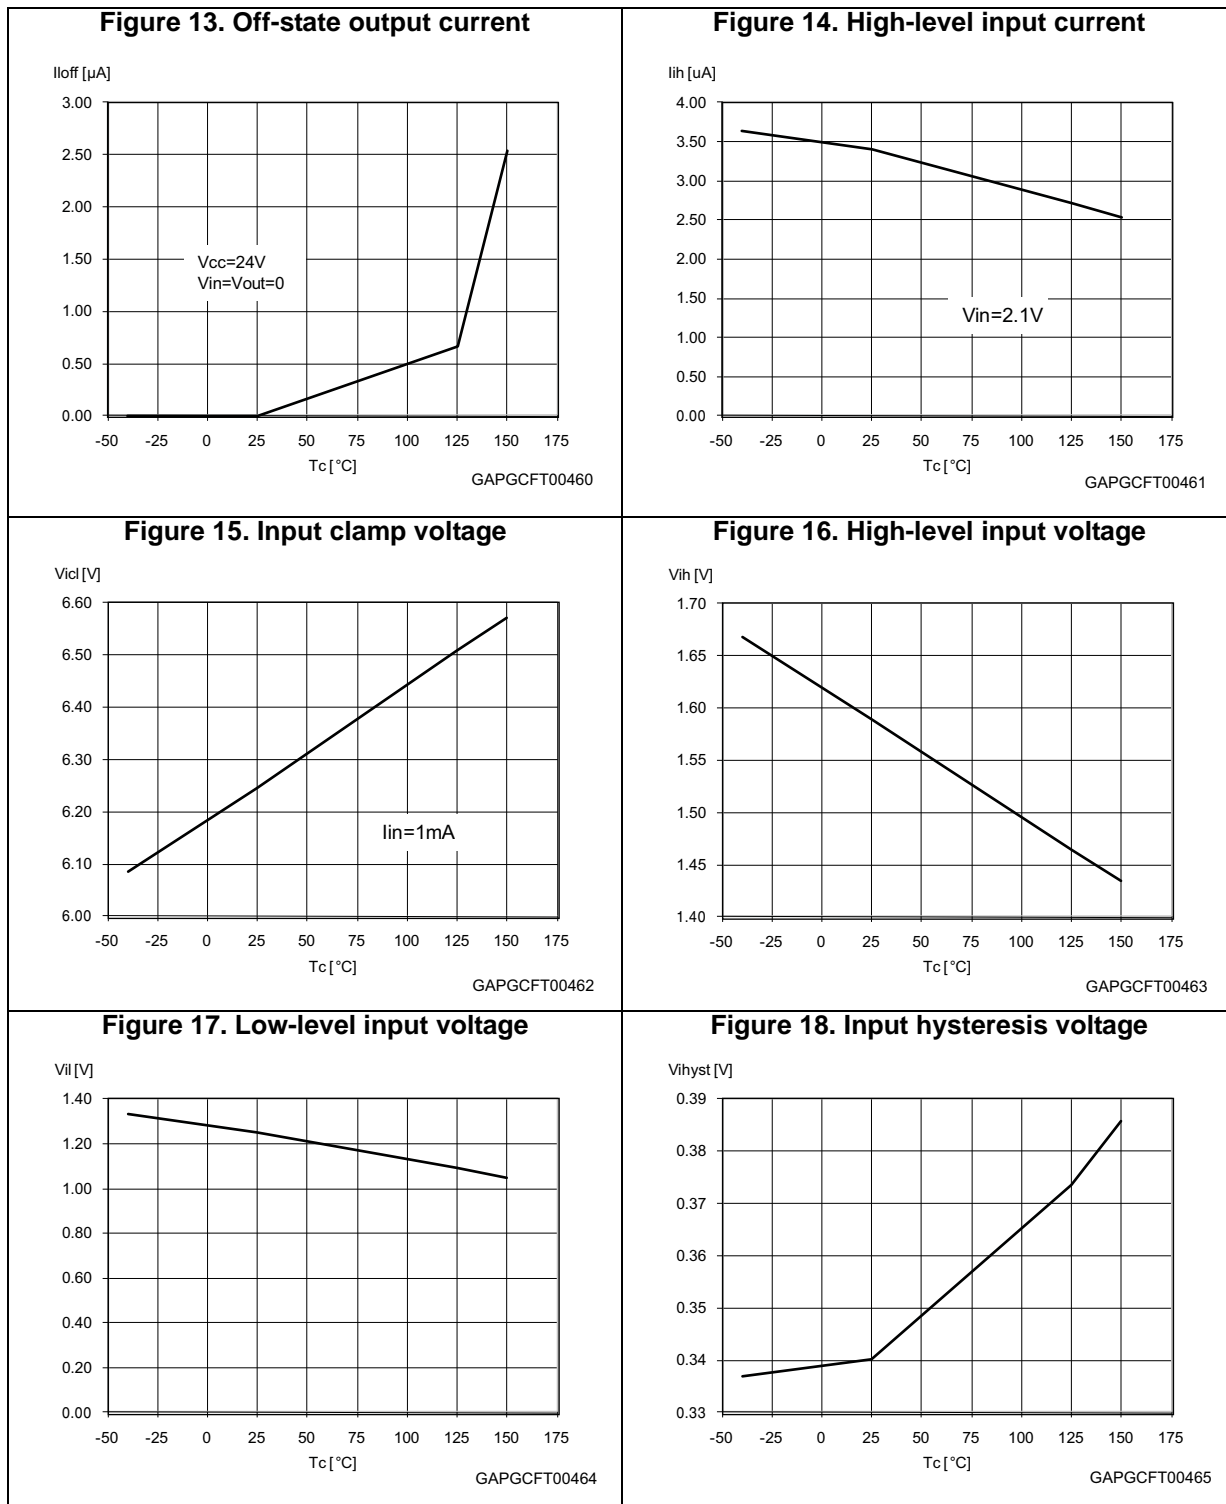 Figure 13. Off-state output current
Iloff [µA]
3.00
2.50
2.00
1.50
1.00
0.50
0.00
Vcc=24V
Vin=Vout=0
-50 -25 0 25 50 75 100 125 150 175
Tc [°C]
GAPGCFT00460
Figure 14. High-level input current
Iih [uA]
4.00
3.50
3.00
2.50
2.00
1.50
1.00
0.50
0.00
Vin=2.1V
-50 -25 0 25 50 75 100 125 150 175
Tc [°C]
GAPGCFT00461
Figure 15. Input clamp voltage
Vicl [V]
6.60
6.50
6.40
6.30
6.20
6.10
6.00
Iin=1mA
-50 -25 0 25 50 75 100 125 150 175
Tc [°C]
GAPGCFT00462
Figure 16. High-level input voltage
Vih [V]
1.70
1.65
1.60
1.55
1.50
1.45
1.40
-50 -25 0 25 50 75 100 125 150 175
Tc [°C]
GAPGCFT00463
Figure 17. Low-level input voltage
Vil [V]
1.40
1.20
1.00
0.80
0.60
0.40
0.20
0.00
-50 -25 0 25 50 75 100 125 150 175
Tc [°C]
GAPGCFT00464
Figure 18. Input hysteresis voltage
Vihyst [V]
0.39
0.38
0.37
0.36
0.35
0.34
0.33
-50 -25 0 25 50 75 100 125 150 175
Tc [°C]
GAPGCFT00465